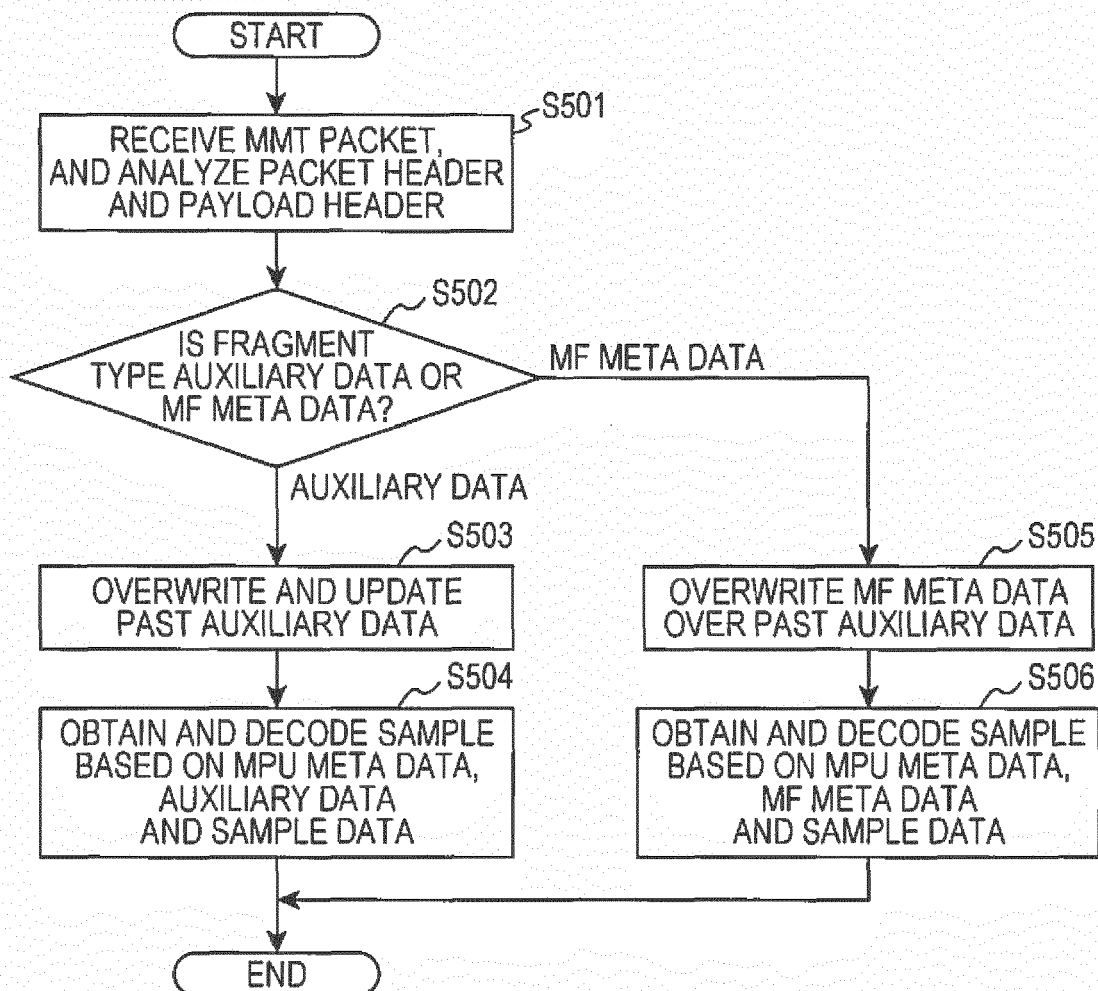 START
S501
RECEIVE MMT PACKET,
AND ANALYZE PACKET HEADER
AND PAYLOAD HEADER
S502
IS FRAGMENT
TYPE AUXILIARY DATA OR
MF META DATA?
MF META DATA
AUXILIARY DATA
S503
OVERWRITE AND UPDATE
PAST AUXILIARY DATA
S504
OBTAIN AND DECODE SAMPLE
BASED ON MPU META DATA,
AUXILIARY DATA
AND SAMPLE DATA
S505
OVERWRITE MF META DATA
OVER PAST AUXILIARY DATA
S506
OBTAIN AND DECODE SAMPLE
BASED ON MPU META DATA,
MF META DATA
AND SAMPLE DATA
END